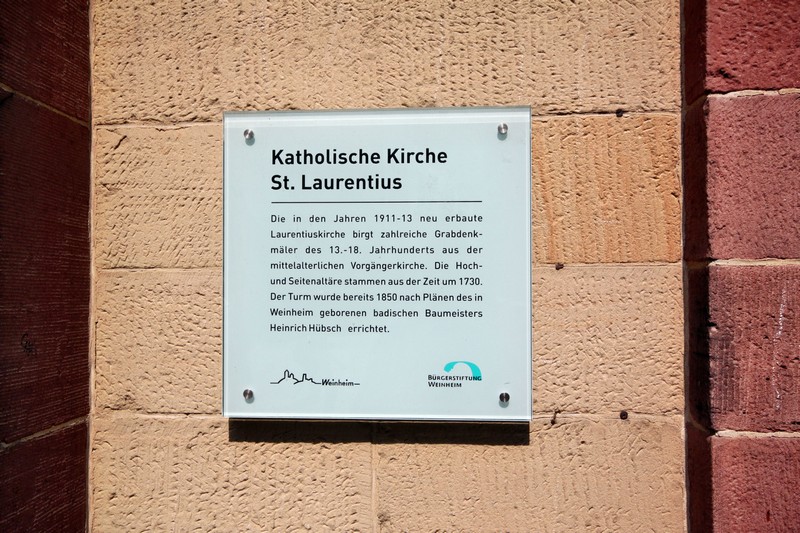 Katholische Kirche
St. Laurentius
Die in den Jahren 1911-13 neu erbaute
Laurentiuskirche birgt zahlreiche Grabdenk-
mäler des 13.-18. Jahrhunderts aus der
mittelalterlichen Vorgängerkirche. Die Hoch-
und Seitenaltäre stammen aus der Zeit um 1730.
Der Turm wurde bereits 1850 nach Plänen des in
Weinheim geborenen badischen Baumeisters
Heinrich Hübsch errichtet.
Weinheim
BÜRGERSTIFTUNG
WEINHEIM